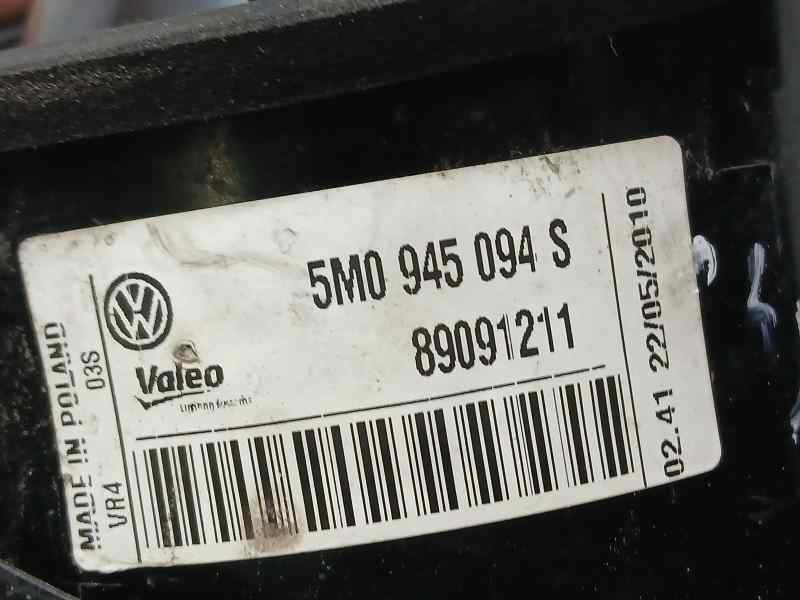 5M0 945 094 S
89091211
Valeo
MADE IN POLAND
03S
VR4
02.41 22/05/2010